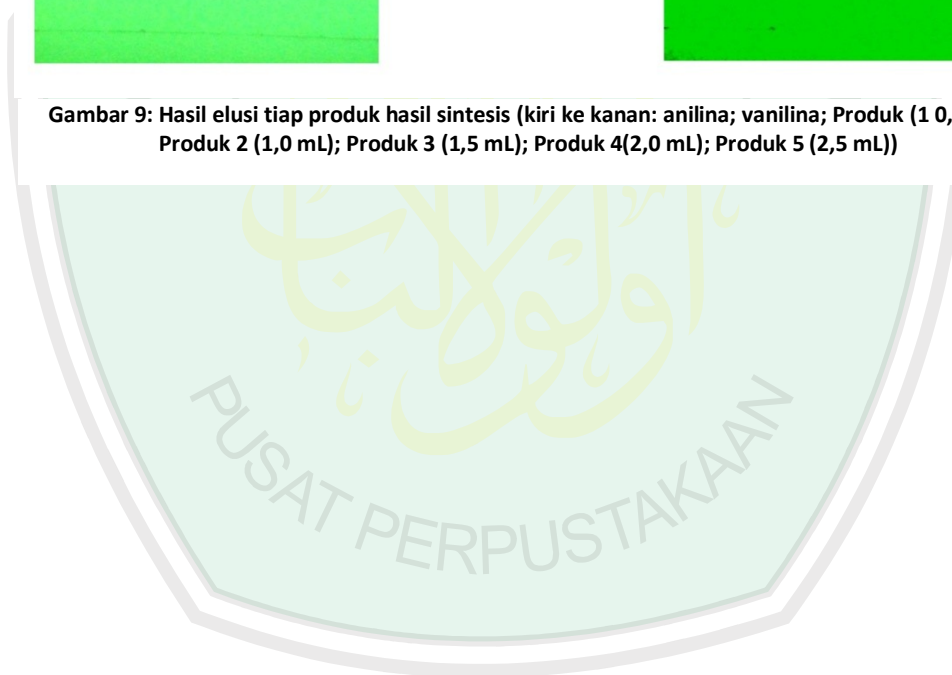 Gambar 9: Hasil elusi tiap produk hasil sintesis (kiri ke kanan: anilina; vanilina; Produk (1 0,
Produk 2 (1,0 mL); Produk 3 (1,5 mL); Produk 4(2,0 mL); Produk 5 (2,5 mL))
PUSAT PERPUSTAKAAN